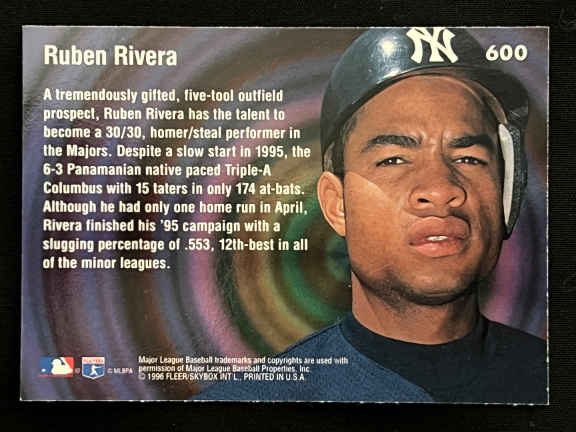 Ruben Rivera
600
NY
A tremendously gifted, five-tool outfield
prospect, Ruben Rivera has the talent to
become a 30/30, homer/steal performer in
the Majors. Despite a slow start in 1995, the
6-3 Panamanian native paced Triple-A
Columbus with 15 taters in only 174 at-bats.
Although he had only one home run in April,
Rivera finished his '95 campaign with a
slugging percentage of .553, 12th-best in all
of the minor leagues.
© MLBPA
Major League Baseball trademarks and copyrights are used with
permission of Major League Baseball Properties, Inc.
© 1996 FLEER/SKYBOX INT'L., PRINTED IN U.S.A.